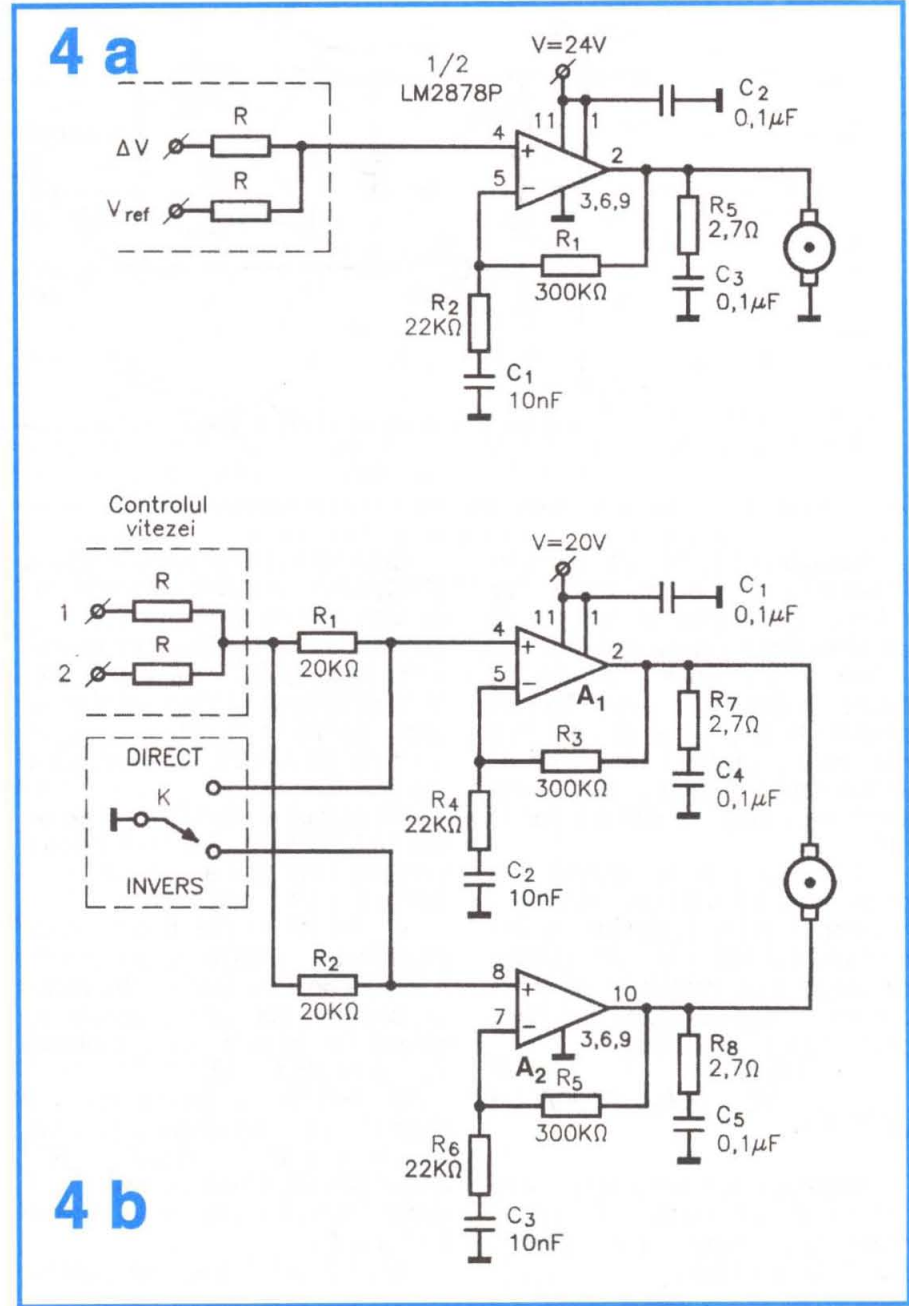 4 a
1/2
LM2878P
V=24V
C2
0,1µF
ΔV
R
Vref
R
4
+
5
−
11
1
2
3,6,9
R1
300KΩ
R2
22KΩ
C1
10nF
R5
2,7Ω
C3
0,1µF
Controlul
vitezei
1
R
2
R
R1
20KΩ
DIRECT
K
INVERS
R2
20KΩ
V=20V
C1
0,1µF
4
+
5
−
11
1
2
A1
R3
300KΩ
R4
22KΩ
C2
10nF
R7
2,7Ω
C4
0,1µF
8
+
7
−
10
3,6,9
A2
R5
300KΩ
R6
22KΩ
C3
10nF
R8
2,7Ω
C5
0,1µF
4 b